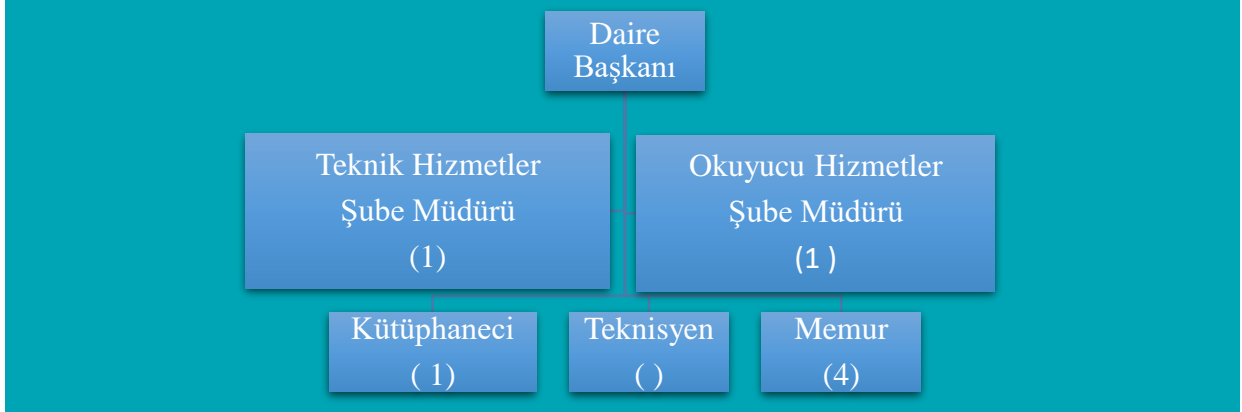 Daire
Başkanı
Teknik Hizmetler
Şube Müdürü
(1)
Okuyucu Hizmetler
Şube Müdürü
(1 )
Kütüphaneci
( 1)
Teknisyen
( )
Memur
(4)